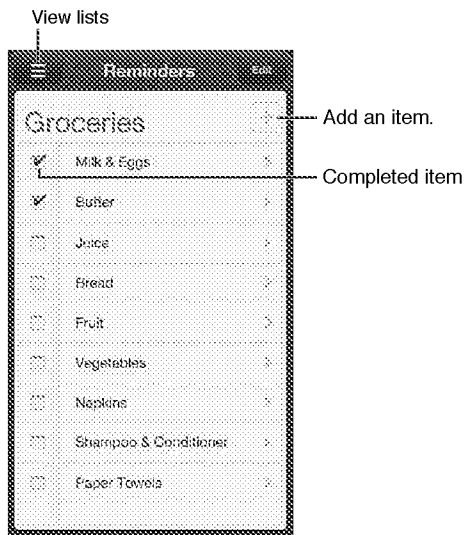 View lists
Reminders Edit
Groceries
Add an item.
Milk & Eggs
Completed item
Butter
Juice
Bread
Fruit
Vegetables
Napkins
Shampoo & Conditioner
Paper Towels